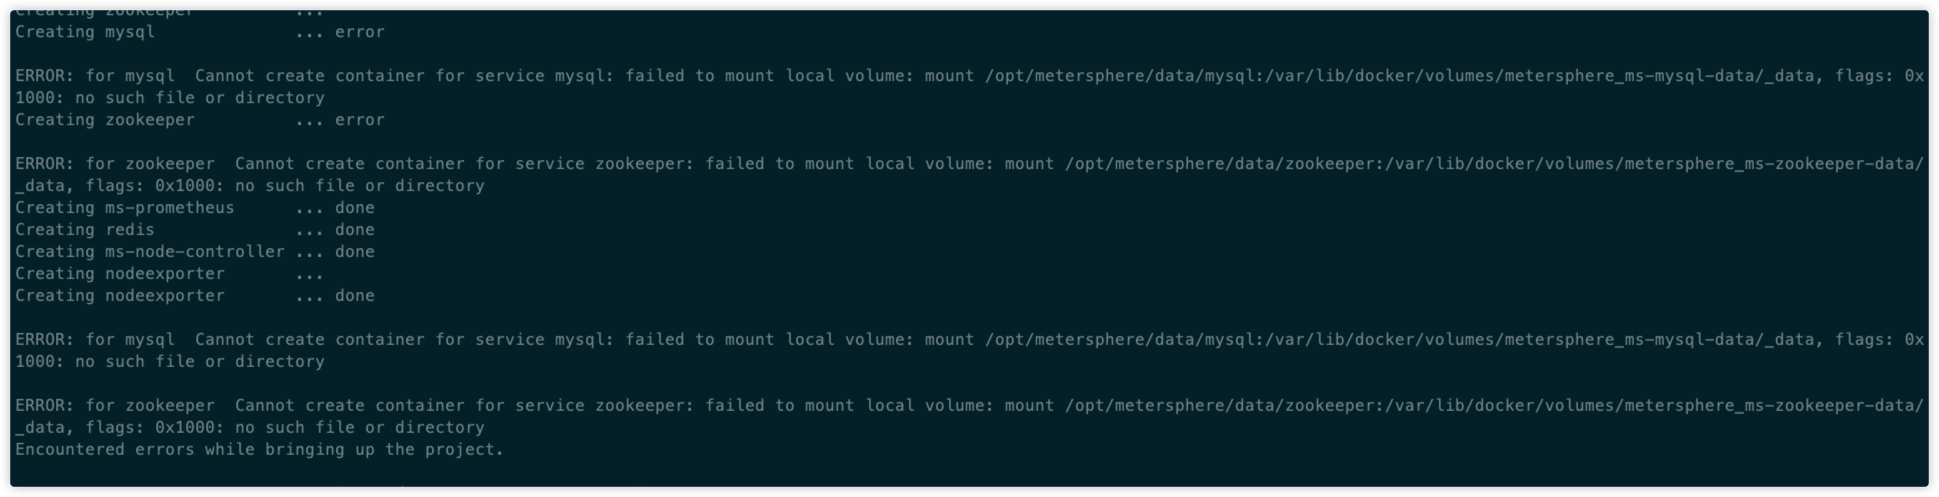 Creating zookeeper          ...
Creating mysql              ... error
ERROR: for mysql  Cannot create container for service mysql: failed to mount local volume: mount /opt/metersphere/data/mysql:/var/lib/docker/volumes/metersphere_ms-mysql-data/_data, flags: 0x
1000: no such file or directory
Creating zookeeper          ... error
ERROR: for zookeeper  Cannot create container for service zookeeper: failed to mount local volume: mount /opt/metersphere/data/zookeeper:/var/lib/docker/volumes/metersphere_ms-zookeeper-data/
_data, flags: 0x1000: no such file or directory
Creating ms-prometheus      ... done
Creating redis              ... done
Creating ms-node-controller ... done
Creating nodeexporter       ...
Creating nodeexporter       ... done
ERROR: for mysql  Cannot create container for service mysql: failed to mount local volume: mount /opt/metersphere/data/mysql:/var/lib/docker/volumes/metersphere_ms-mysql-data/_data, flags: 0x
1000: no such file or directory
ERROR: for zookeeper  Cannot create container for service zookeeper: failed to mount local volume: mount /opt/metersphere/data/zookeeper:/var/lib/docker/volumes/metersphere_ms-zookeeper-data/
_data, flags: 0x1000: no such file or directory
Encountered errors while bringing up the project.